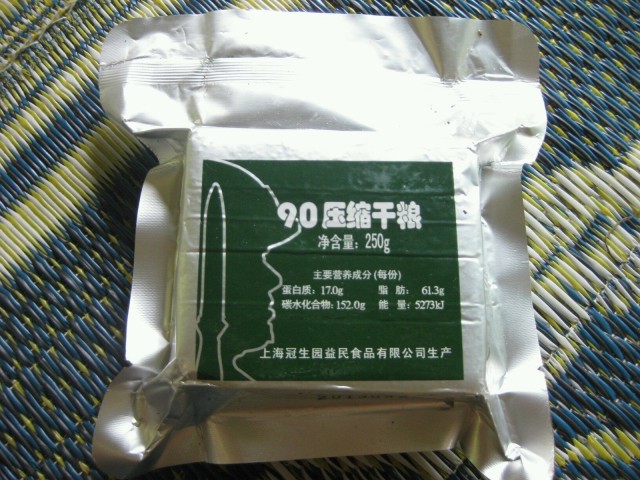 90压缩干粮
净含量：250g
主要营养成分(每份)
蛋白质：17.0g 脂 肪： 61.3g
碳水化合物：152.0g 能 量：5273kJ
上海冠生园益民食品有限公司生产